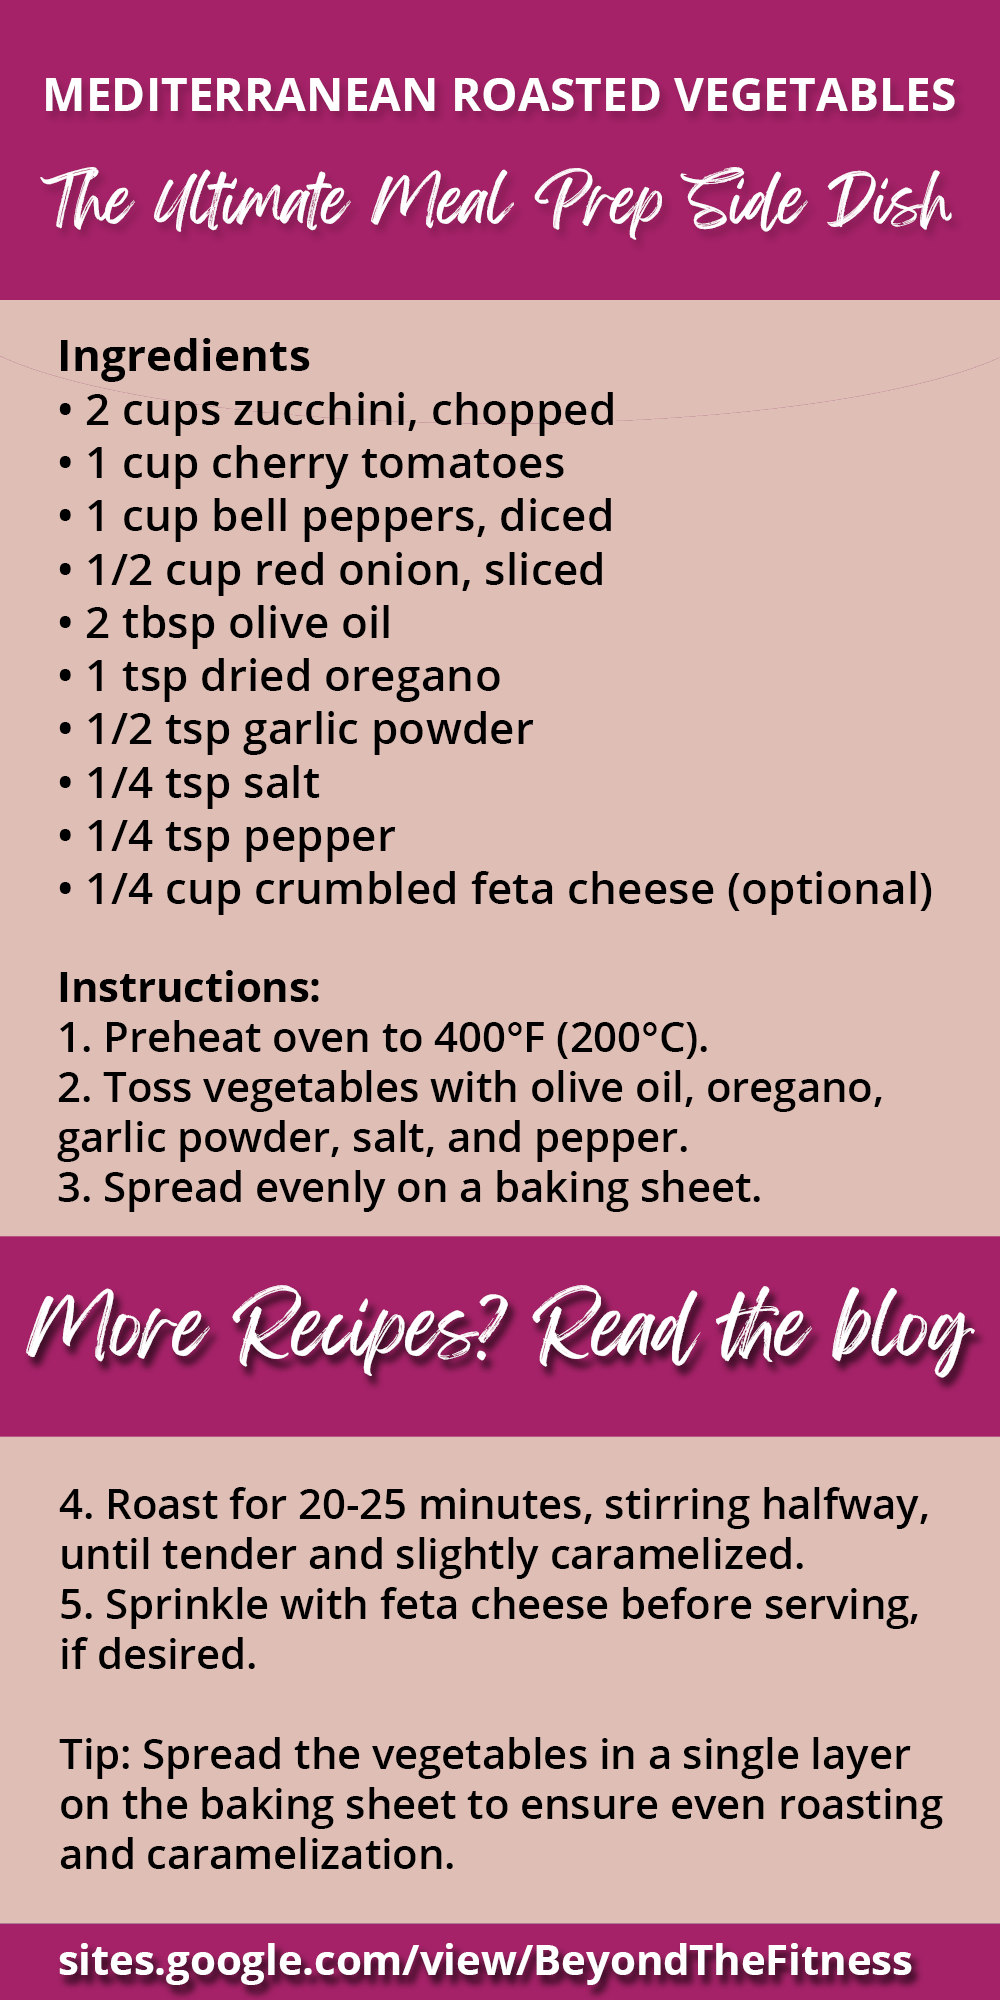 MEDITERRANEAN ROASTED VEGETABLES
The Ultimate Meal Prep Side Dish
Ingredients
• 2 cups zucchini, chopped
• 1 cup cherry tomatoes
• 1 cup bell peppers, diced
• 1/2 cup red onion, sliced
• 2 tbsp olive oil
• 1 tsp dried oregano
• 1/2 tsp garlic powder
• 1/4 tsp salt
• 1/4 tsp pepper
• 1/4 cup crumbled feta cheese (optional)
Instructions:
1. Preheat oven to 400°F (200°C).
2. Toss vegetables with olive oil, oregano,
garlic powder, salt, and pepper.
3. Spread evenly on a baking sheet.
More Recipes? Read the blog
4. Roast for 20-25 minutes, stirring halfway,
until tender and slightly caramelized.
5. Sprinkle with feta cheese before serving,
if desired.
Tip: Spread the vegetables in a single layer
on the baking sheet to ensure even roasting
and caramelization.
sites.google.com/view/BeyondTheFitness